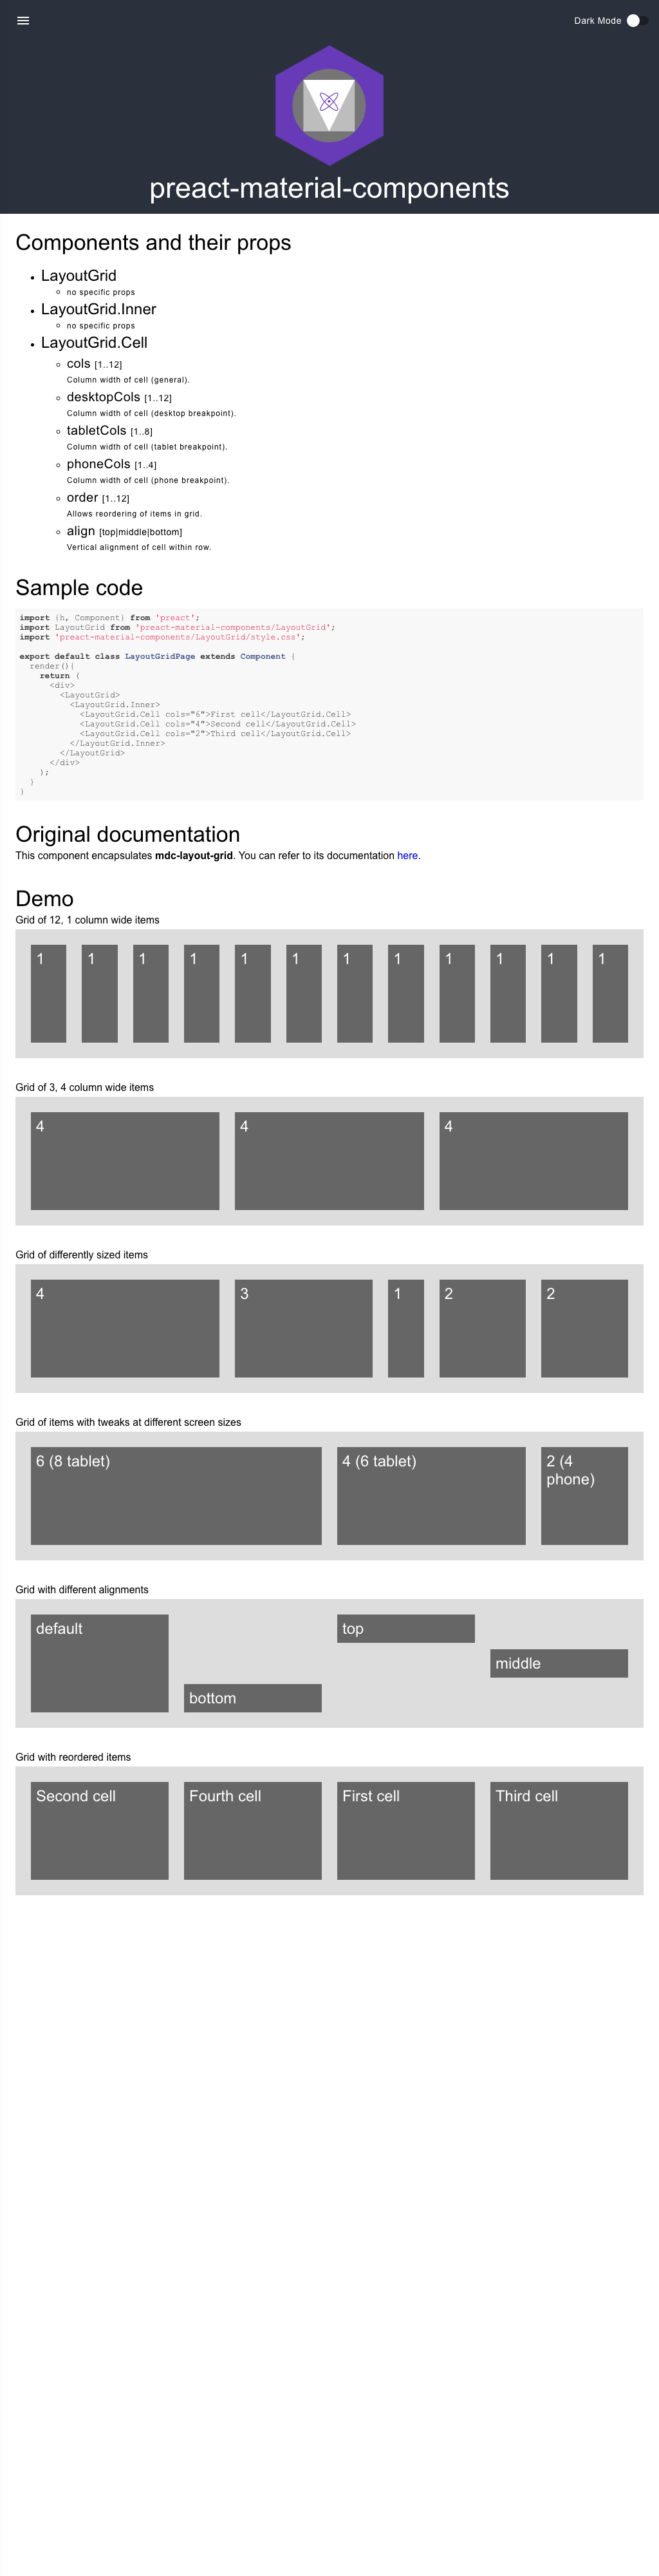 Dark Mode
preact-material-components
Components and their props
LayoutGrid
no specific props
LayoutGrid.Inner
no specific props
LayoutGrid.Cell
cols [1..12]
Column width of cell (general).
desktopCols [1..12]
Column width of cell (desktop breakpoint).
tabletCols [1..8]
Column width of cell (tablet breakpoint).
phoneCols [1..4]
Column width of cell (phone breakpoint).
order [1..12]
Allows reordering of items in grid.
align [top|middle|bottom]
Vertical alignment of cell within row.
Sample code
import {h, Component} from 'preact';
import LayoutGrid from 'preact-material-components/LayoutGrid';
import 'preact-material-components/LayoutGrid/style.css';
export default class LayoutGridPage extends Component {
render(){
return (
<div>
<LayoutGrid>
<LayoutGrid.Inner>
<LayoutGrid.Cell cols="6">First cell</LayoutGrid.Cell>
<LayoutGrid.Cell cols="4">Second cell</LayoutGrid.Cell>
<LayoutGrid.Cell cols="2">Third cell</LayoutGrid.Cell>
</LayoutGrid.Inner>
</LayoutGrid>
</div>
);
}
}
Original documentation
This component encapsulates mdc-layout-grid. You can refer to its documentation here.
Demo
Grid of 12, 1 column wide items
1 1 1 1 1 1 1 1 1 1 1 1
Grid of 3, 4 column wide items
4 4 4
Grid of differently sized items
4 3 1 2 2
Grid of items with tweaks at different screen sizes
6 (8 tablet) 4 (6 tablet) 2 (4
phone)
Grid with different alignments
default top
middle
bottom
Grid with reordered items
Second cell Fourth cell First cell Third cell